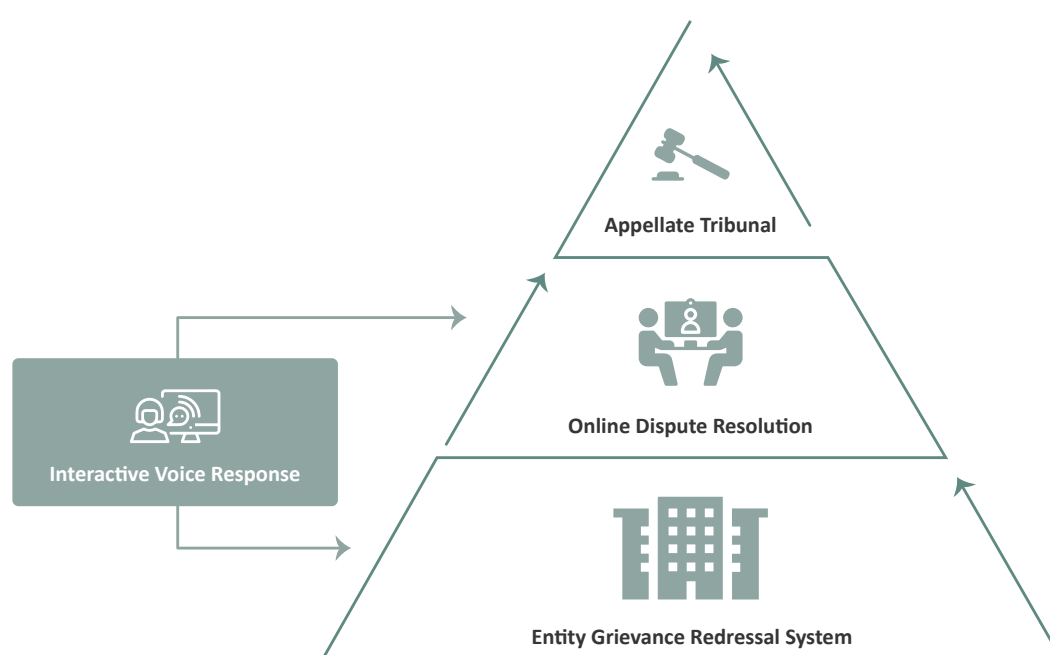 Appellate Tribunal
Online Dispute Resolution
Interactive Voice Response
Entity Grievance Redressal System